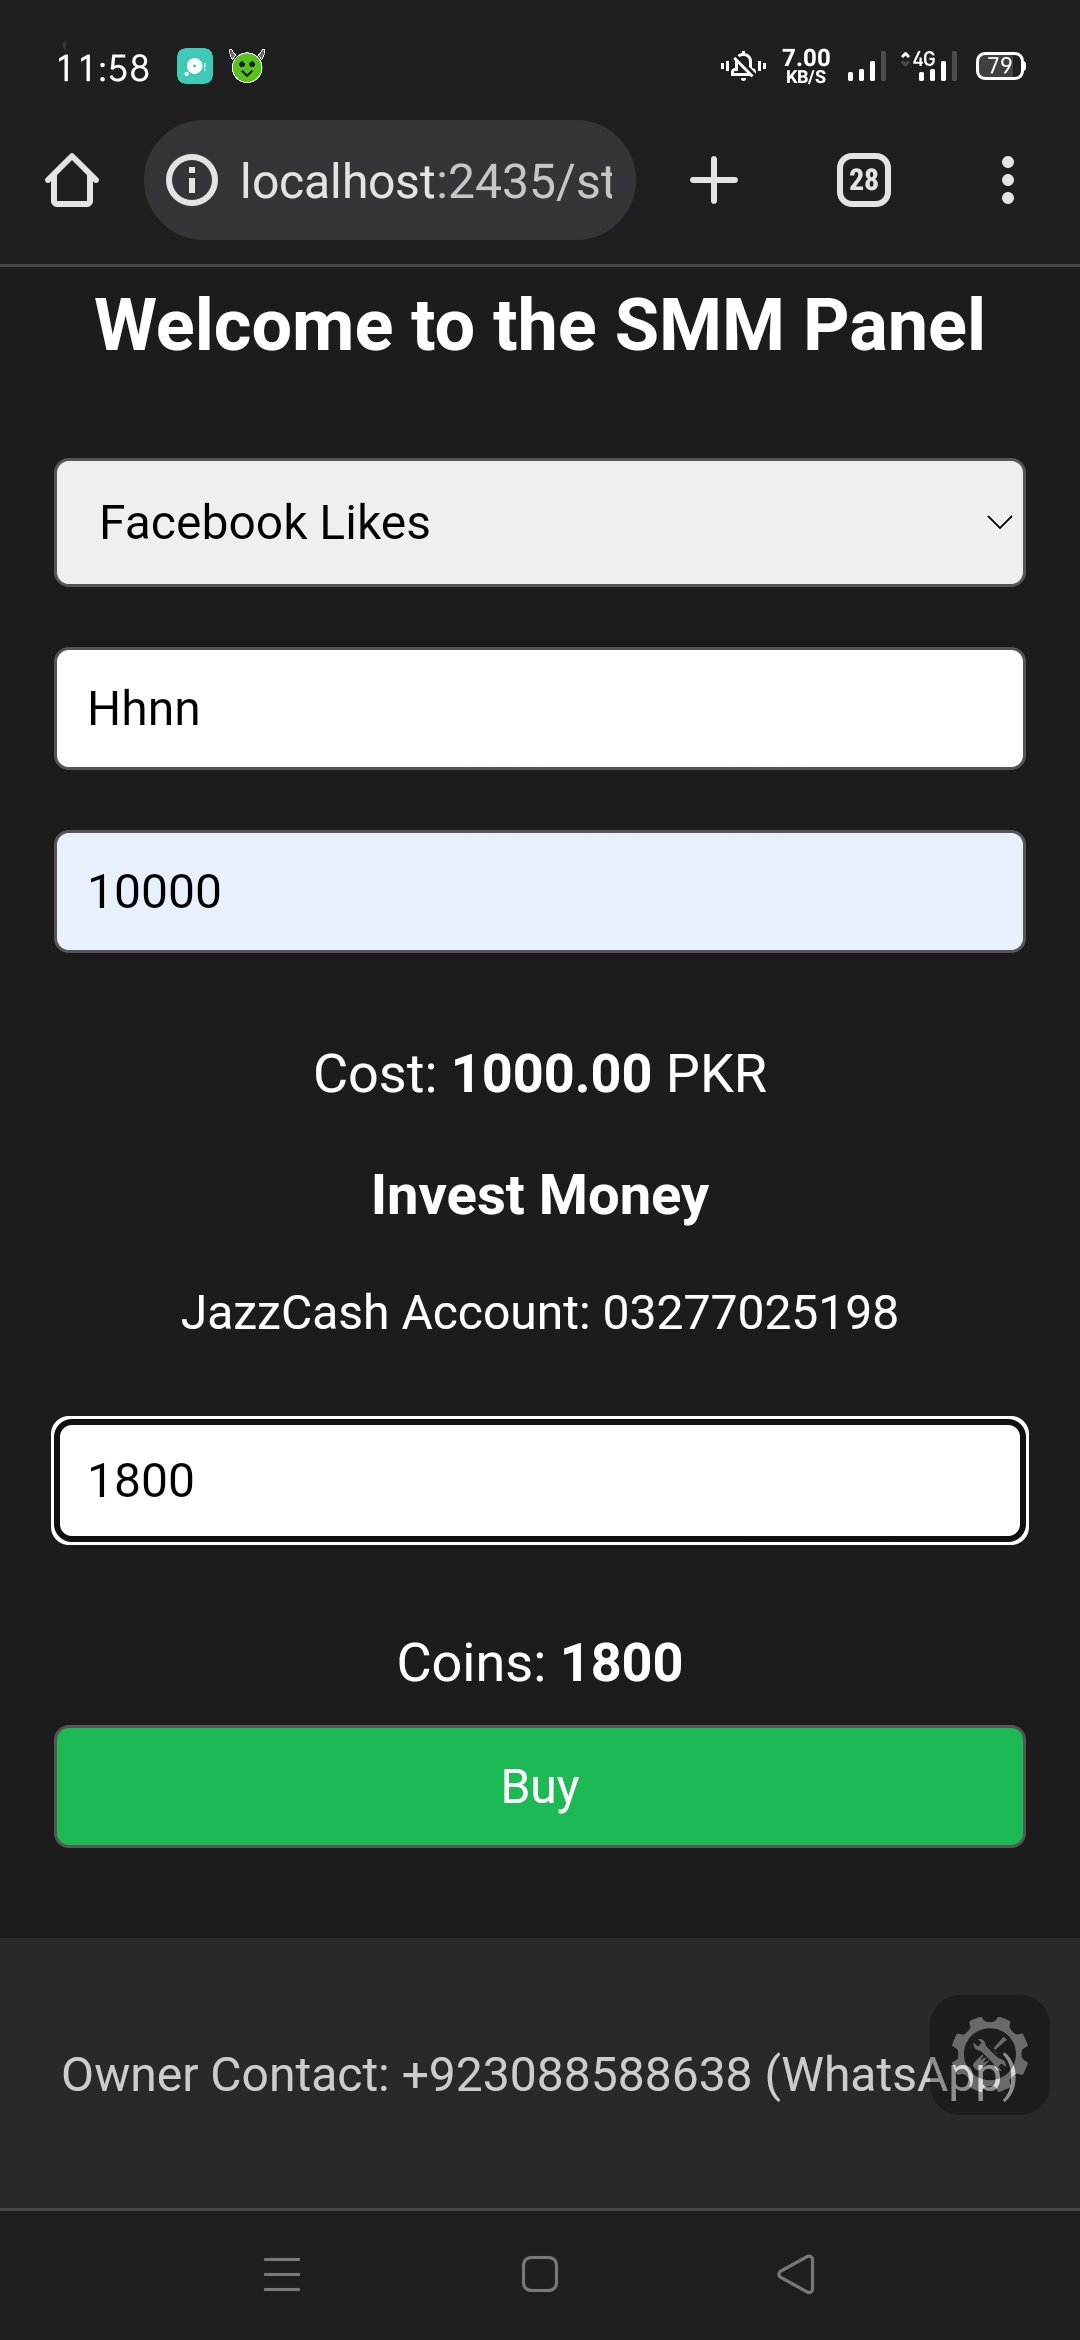 11:58
7.00
KB/S
4G
79
localhost:2435/st
28
Welcome to the SMM Panel
Facebook Likes
Hhnn
10000
Cost: 1000.00 PKR
Invest Money
JazzCash Account: 03277025198
1800
Coins: 1800
Buy
Owner Contact: +923088588638 (WhatsApp)